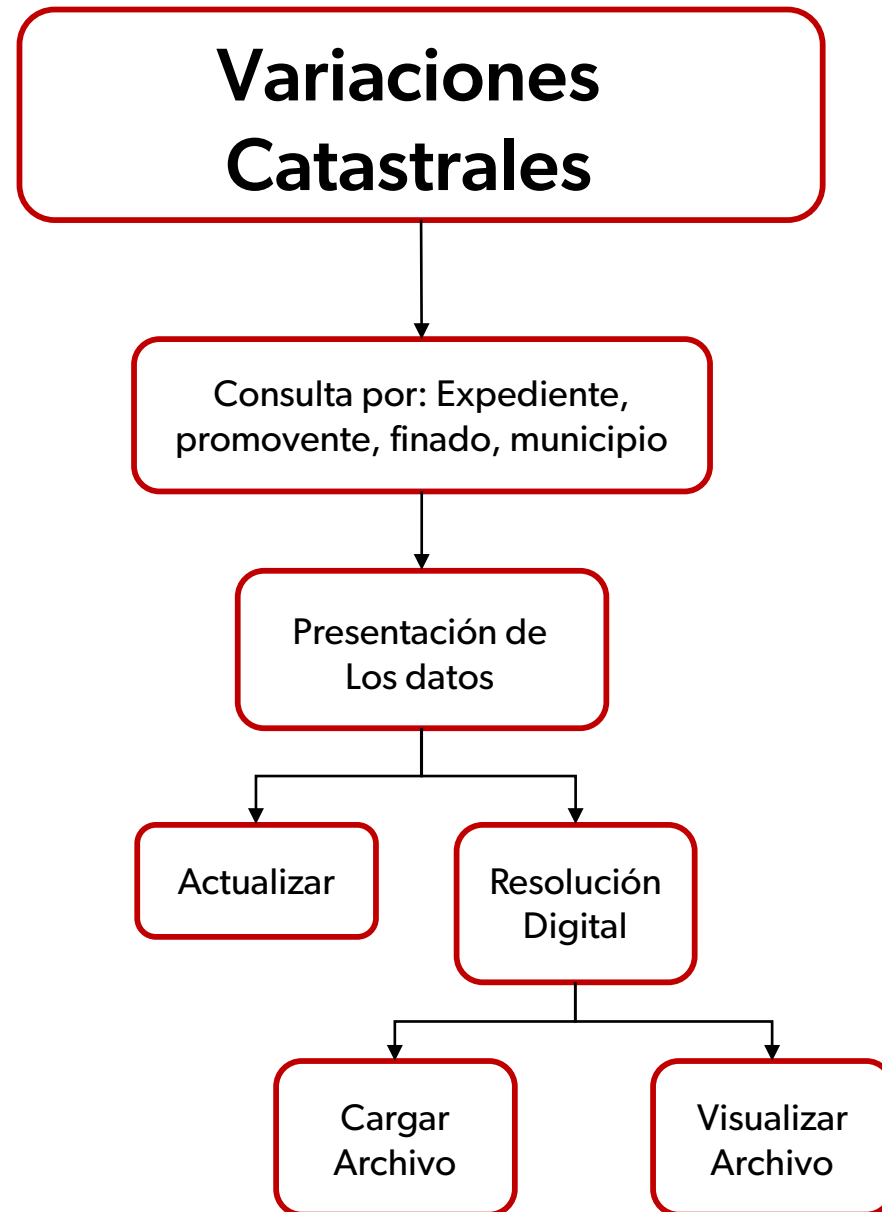 Variaciones
Catastrales
Consulta por: Expediente,
promovente, finado, municipio
Presentación de
Los datos
Actualizar
Resolución
Digital
Cargar
Archivo
Visualizar
Archivo